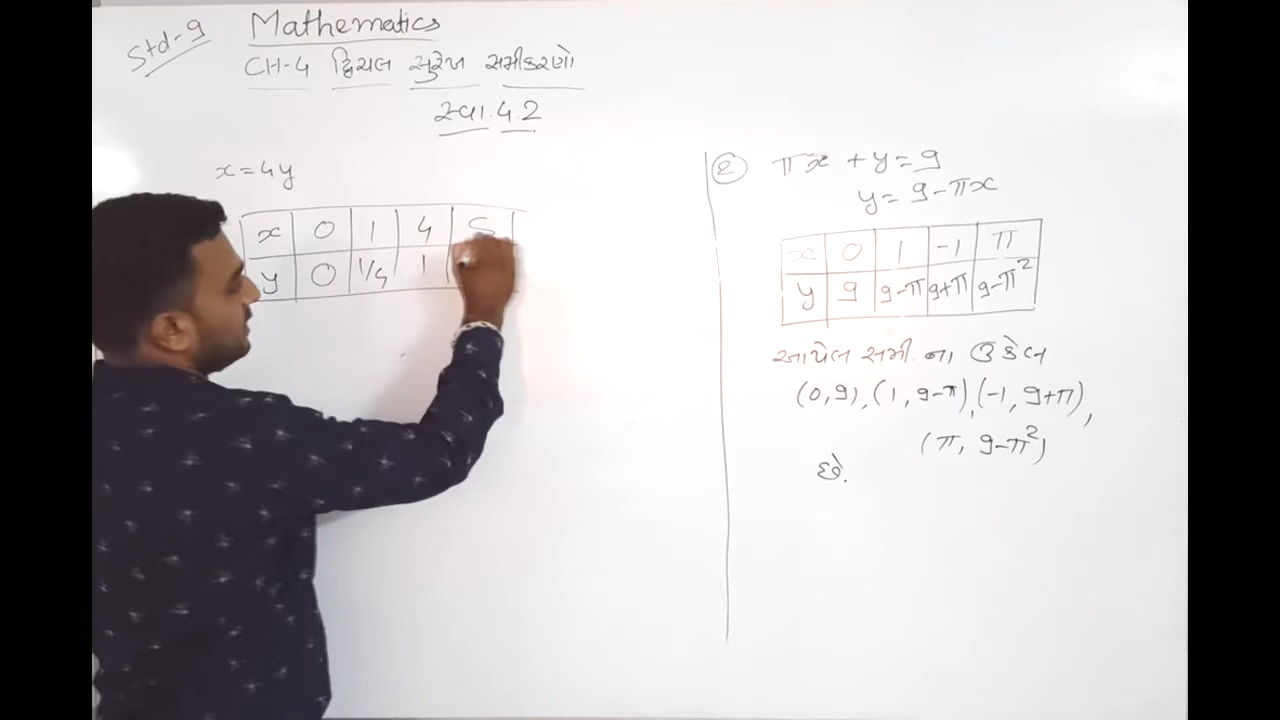 Std-9
Mathematics
CH-4 દ્વિચલ સુરેખ સમીકરણો
સ્વા. 4.2
x = 4y
x 0 1 4 5
y 0 1/4 1
(2) πx + y = 9
y = 9 - πx
x 0 1 -1 π
y 9 9-π 9+π 9-π²
આપેલ સમી. ના ઉકેલ
(0,9), (1, 9-π), (-1, 9+π),
(π, 9-π²)
છે.